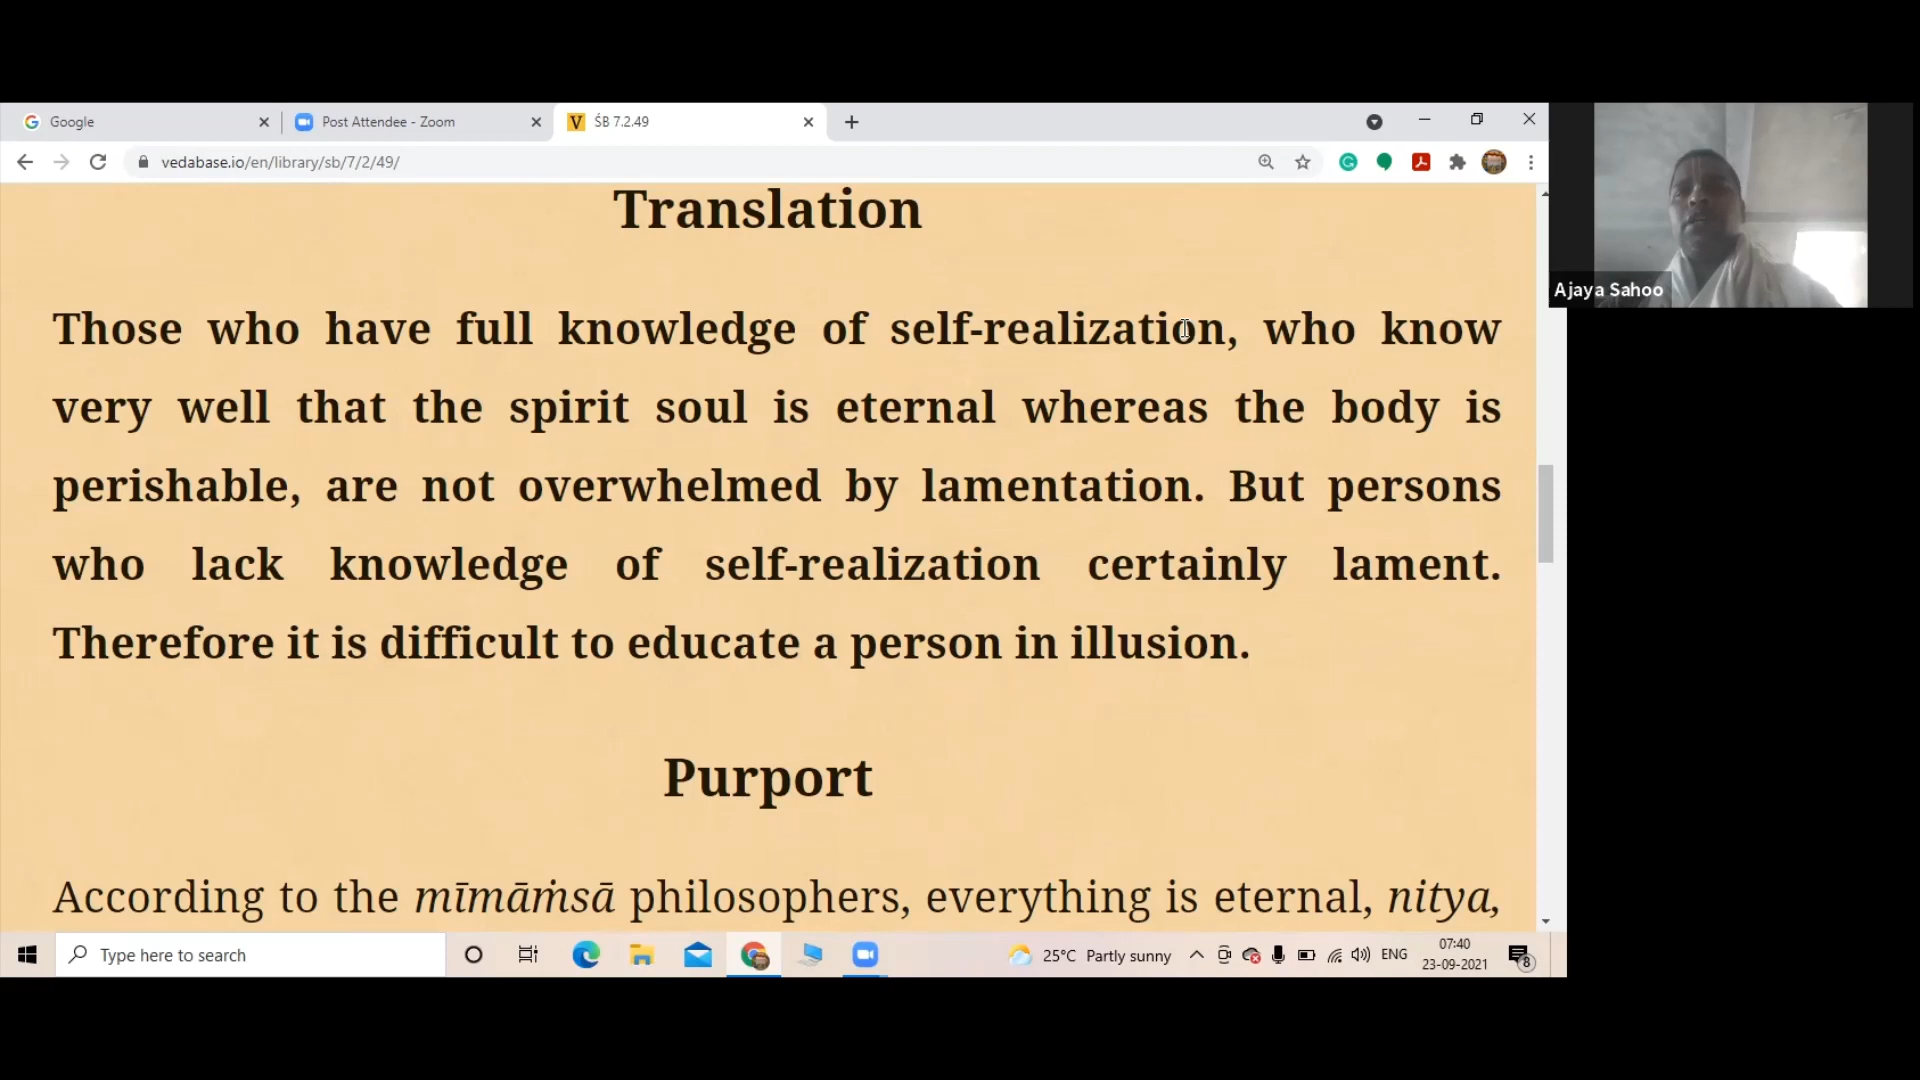 Google
Post Attendee - Zoom
ŚB 7.2.49
vedabase.io/en/library/sb/7/2/49/
Ajaya Sahoo
Translation
Those who have full knowledge of self-realization, who know
very well that the spirit soul is eternal whereas the body is
perishable, are not overwhelmed by lamentation. But persons
who lack knowledge of self-realization certainly lament.
Therefore it is difficult to educate a person in illusion.
Purport
According to the mīmāṁsā philosophers, everything is eternal, nitya,
Type here to search
25°C Partly sunny
ENG
07:40
23-09-2021
8